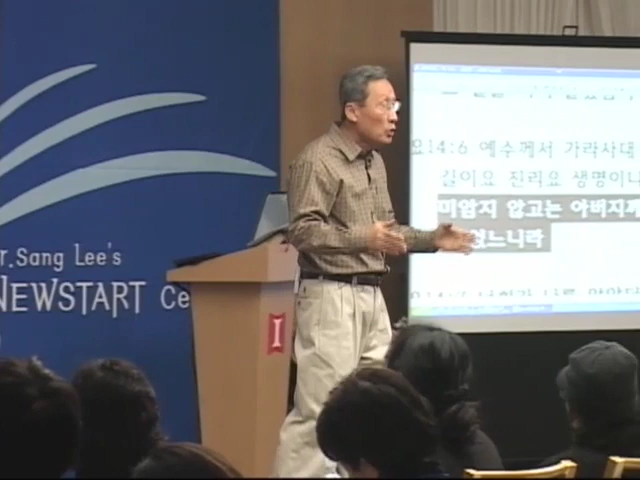 r.Sang Lee's
NEWSTART Ce
I
요14:6 예수께서 가라사대
길이요 진리요 생명이니
미암지 않고는 아버지께
없느니라